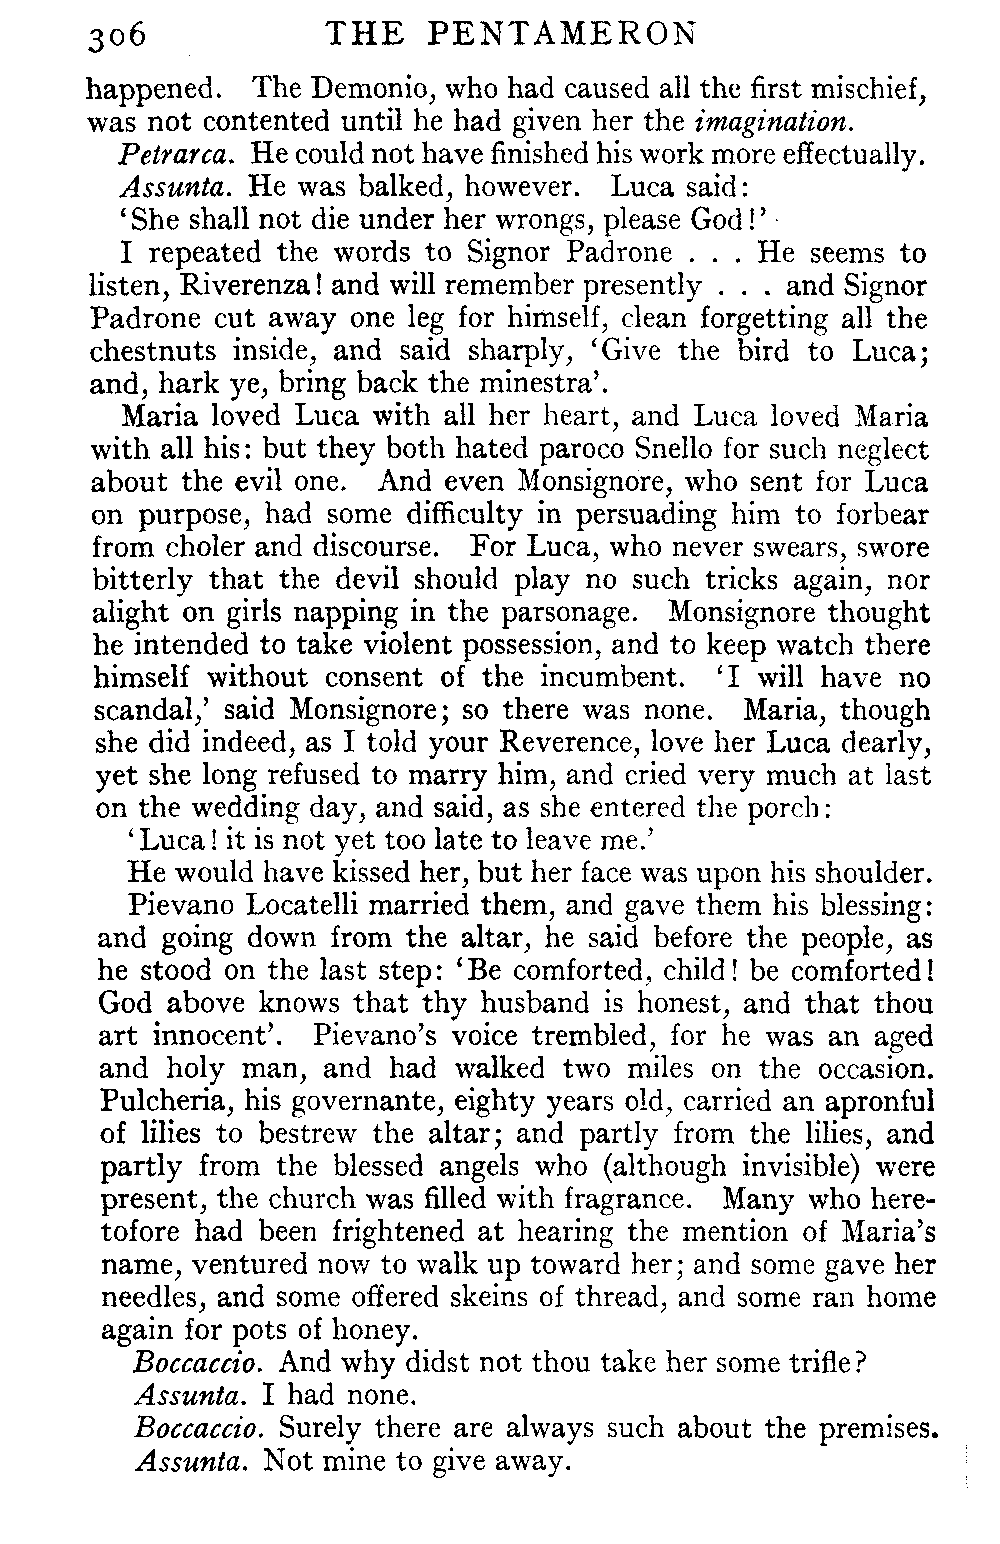 306 THE PENTAMERON
happened. The Demonio, who had caused all the first mischief,
was not contented until he had given her the imagination.
Petrarca. He could not have finished his work more effectually.
Assunta. He was balked, however. Luca said:
‘She shall not die under her wrongs, please God!’
I repeated the words to Signor Padrone . . . He seems to
listen, Riverenza! and will remember presently . . . and Signor
Padrone cut away one leg for himself, clean forgetting all the
chestnuts inside, and said sharply, ‘Give the bird to Luca;
and, hark ye, bring back the minestra’.
Maria loved Luca with all her heart, and Luca loved Maria
with all his: but they both hated paroco Snello for such neglect
about the evil one. And even Monsignore, who sent for Luca
on purpose, had some difficulty in persuading him to forbear
from choler and discourse. For Luca, who never swears, swore
bitterly that the devil should play no such tricks again, nor
alight on girls napping in the parsonage. Monsignore thought
he intended to take violent possession, and to keep watch there
himself without consent of the incumbent. ‘I will have no
scandal,’ said Monsignore; so there was none. Maria, though
she did indeed, as I told your Reverence, love her Luca dearly,
yet she long refused to marry him, and cried very much at last
on the wedding day, and said, as she entered the porch:
‘Luca! it is not yet too late to leave me.’
He would have kissed her, but her face was upon his shoulder.
Pievano Locatelli married them, and gave them his blessing:
and going down from the altar, he said before the people, as
he stood on the last step: ‘Be comforted, child! be comforted!
God above knows that thy husband is honest, and that thou
art innocent’. Pievano’s voice trembled, for he was an aged
and holy man, and had walked two miles on the occasion.
Pulcheria, his governante, eighty years old, carried an apronful
of lilies to bestrew the altar; and partly from the lilies, and
partly from the blessed angels who (although invisible) were
present, the church was filled with fragrance. Many who here-
tofore had been frightened at hearing the mention of Maria’s
name, ventured now to walk up toward her; and some gave her
needles, and some offered skeins of thread, and some ran home
again for pots of honey.
Boccaccio. And why didst not thou take her some trifle?
Assunta. I had none.
Boccaccio. Surely there are always such about the premises.
Assunta. Not mine to give away.